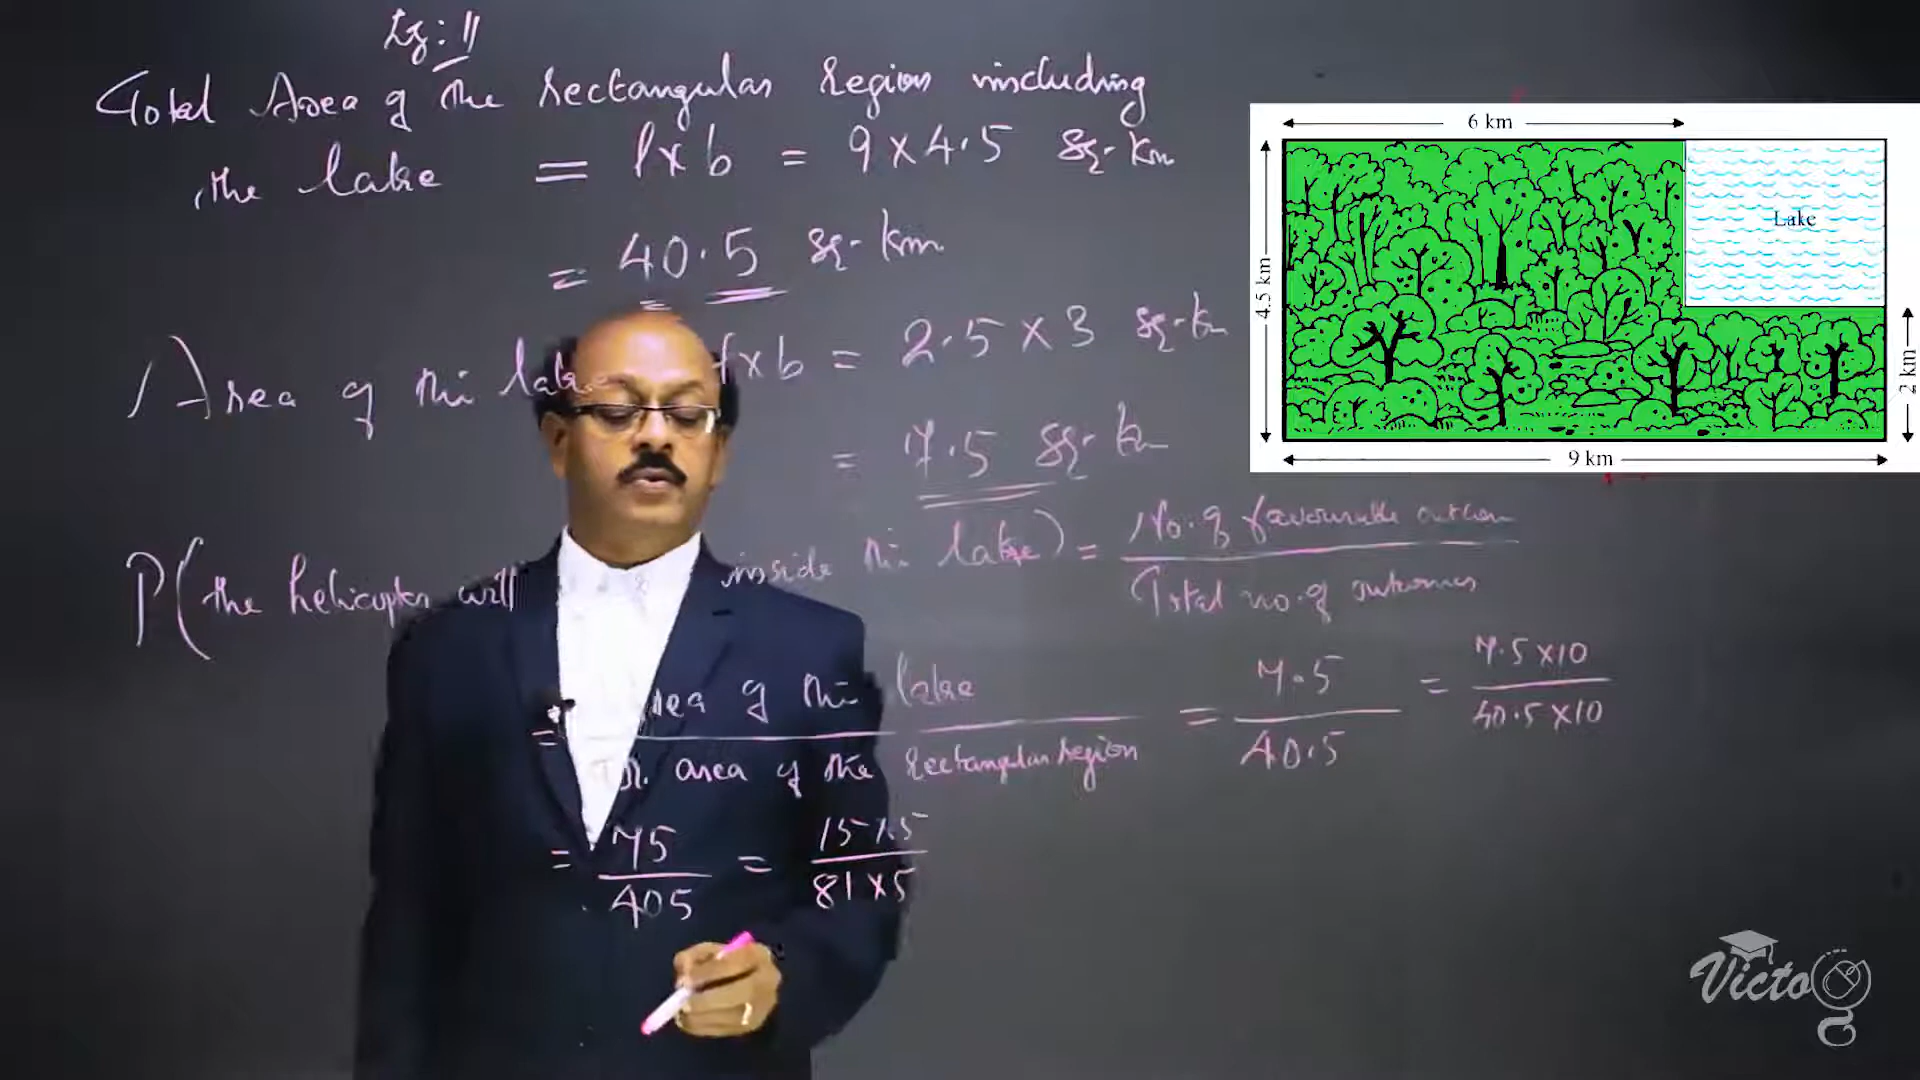 Eg: 11
Total Area of the rectangular region including
the lake = l x b = 9 x 4.5 sq. km
= 40.5 sq. km
Area of the lake l x b = 2.5 x 3 sq. km
= 7.5 sq. km
P( the helicopter will inside the lake) = No. of favourable outcom
Total no. of outcomes
area of the lake = 7.5 = 7.5 x 10
area of the rectangular region 40.5 40.5 x 10
= 75 = 15 x 5
405 81 x 5
6 km
Lake
4.5 km
2 km
9 km
Victo